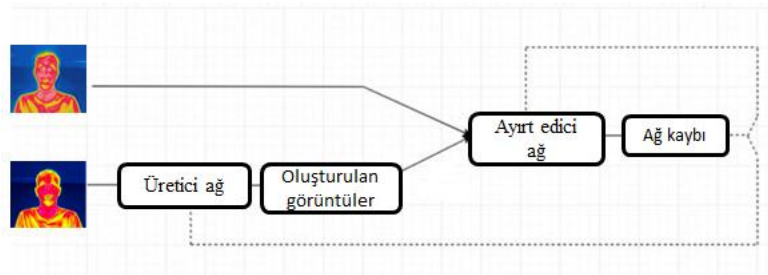 Ayırt edici
ağ
Ağ kaybı
Üretici ağ
Oluşturulan
görüntüler